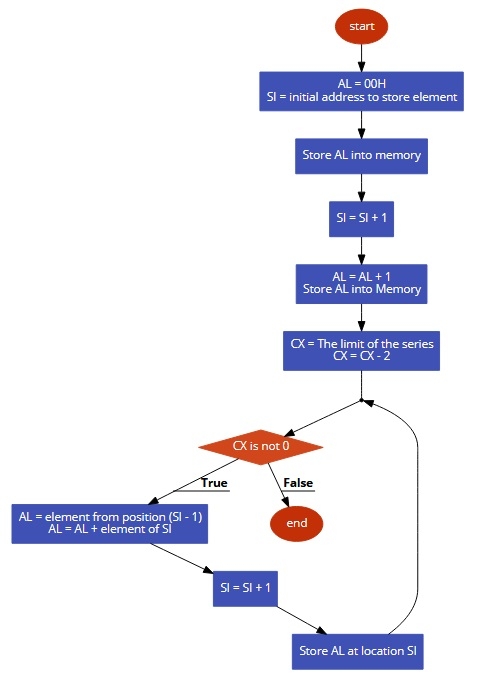 start
AL = 00H
SI = initial address to store element
Store AL into memory
SI = SI + 1
AL = AL + 1
Store AL into Memory
CX = The limit of the series
CX = CX - 2
CX is not 0
True
False
AL = element from position (SI - 1)
AL = AL + element of SI
end
SI = SI + 1
Store AL at location SI